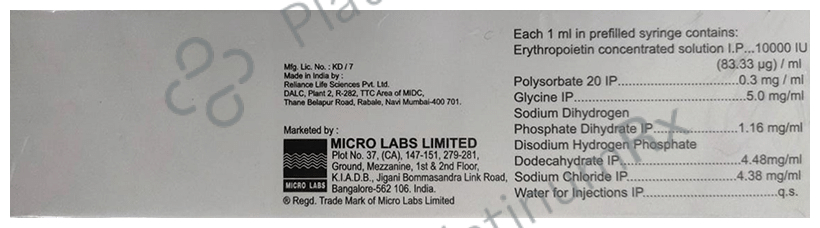 Mfg. Lic. No. : KD / 7
Made in India by :
Reliance Life Sciences Pvt. Ltd.
DALC, Plant 2, R-282, TTC Area of MIDC,
Thane Belapur Road, Rabale, Navi Mumbai-400 701.
Marketed by :
MICRO LABS LIMITED
Plot No. 37, (CA), 147-151, 279-281,
Ground, Mezzanine, 1st & 2nd Floor,
K.I.A.D.B., Jigani Bommasandra Link Road,
Bangalore-562 106. India.
MICRO LABS
® Regd. Trade Mark of Micro Labs Limited
Each 1 ml in prefilled syringe contains:
Erythropoietin concentrated solution I.P...10000 IU
(83.33 µg) / ml
Polysorbate 20 IP...................0.3 mg / ml
Glycine IP...............................5.0 mg/ml
Sodium Dihydrogen
Phosphate Dihydrate IP...........1.16 mg/ml
Disodium Hydrogen Phosphate
Dodecahydrate IP....................4.48mg/ml
Sodium Chloride IP..................4.38 mg/ml
Water for Injections IP........................q.s.